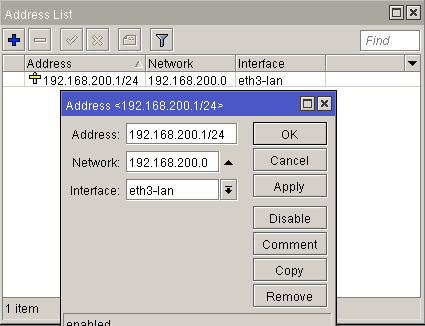 Address List
Find
Address Network Interface
192.168.200.1/24 192.168.200.0 eth3-lan
Address <192.168.200.1/24>
Address: 192.168.200.1/24 OK
Network: 192.168.200.0 Cancel
Interface: eth3-lan Apply
Disable
Comment
Copy
Remove
1 item
enabled